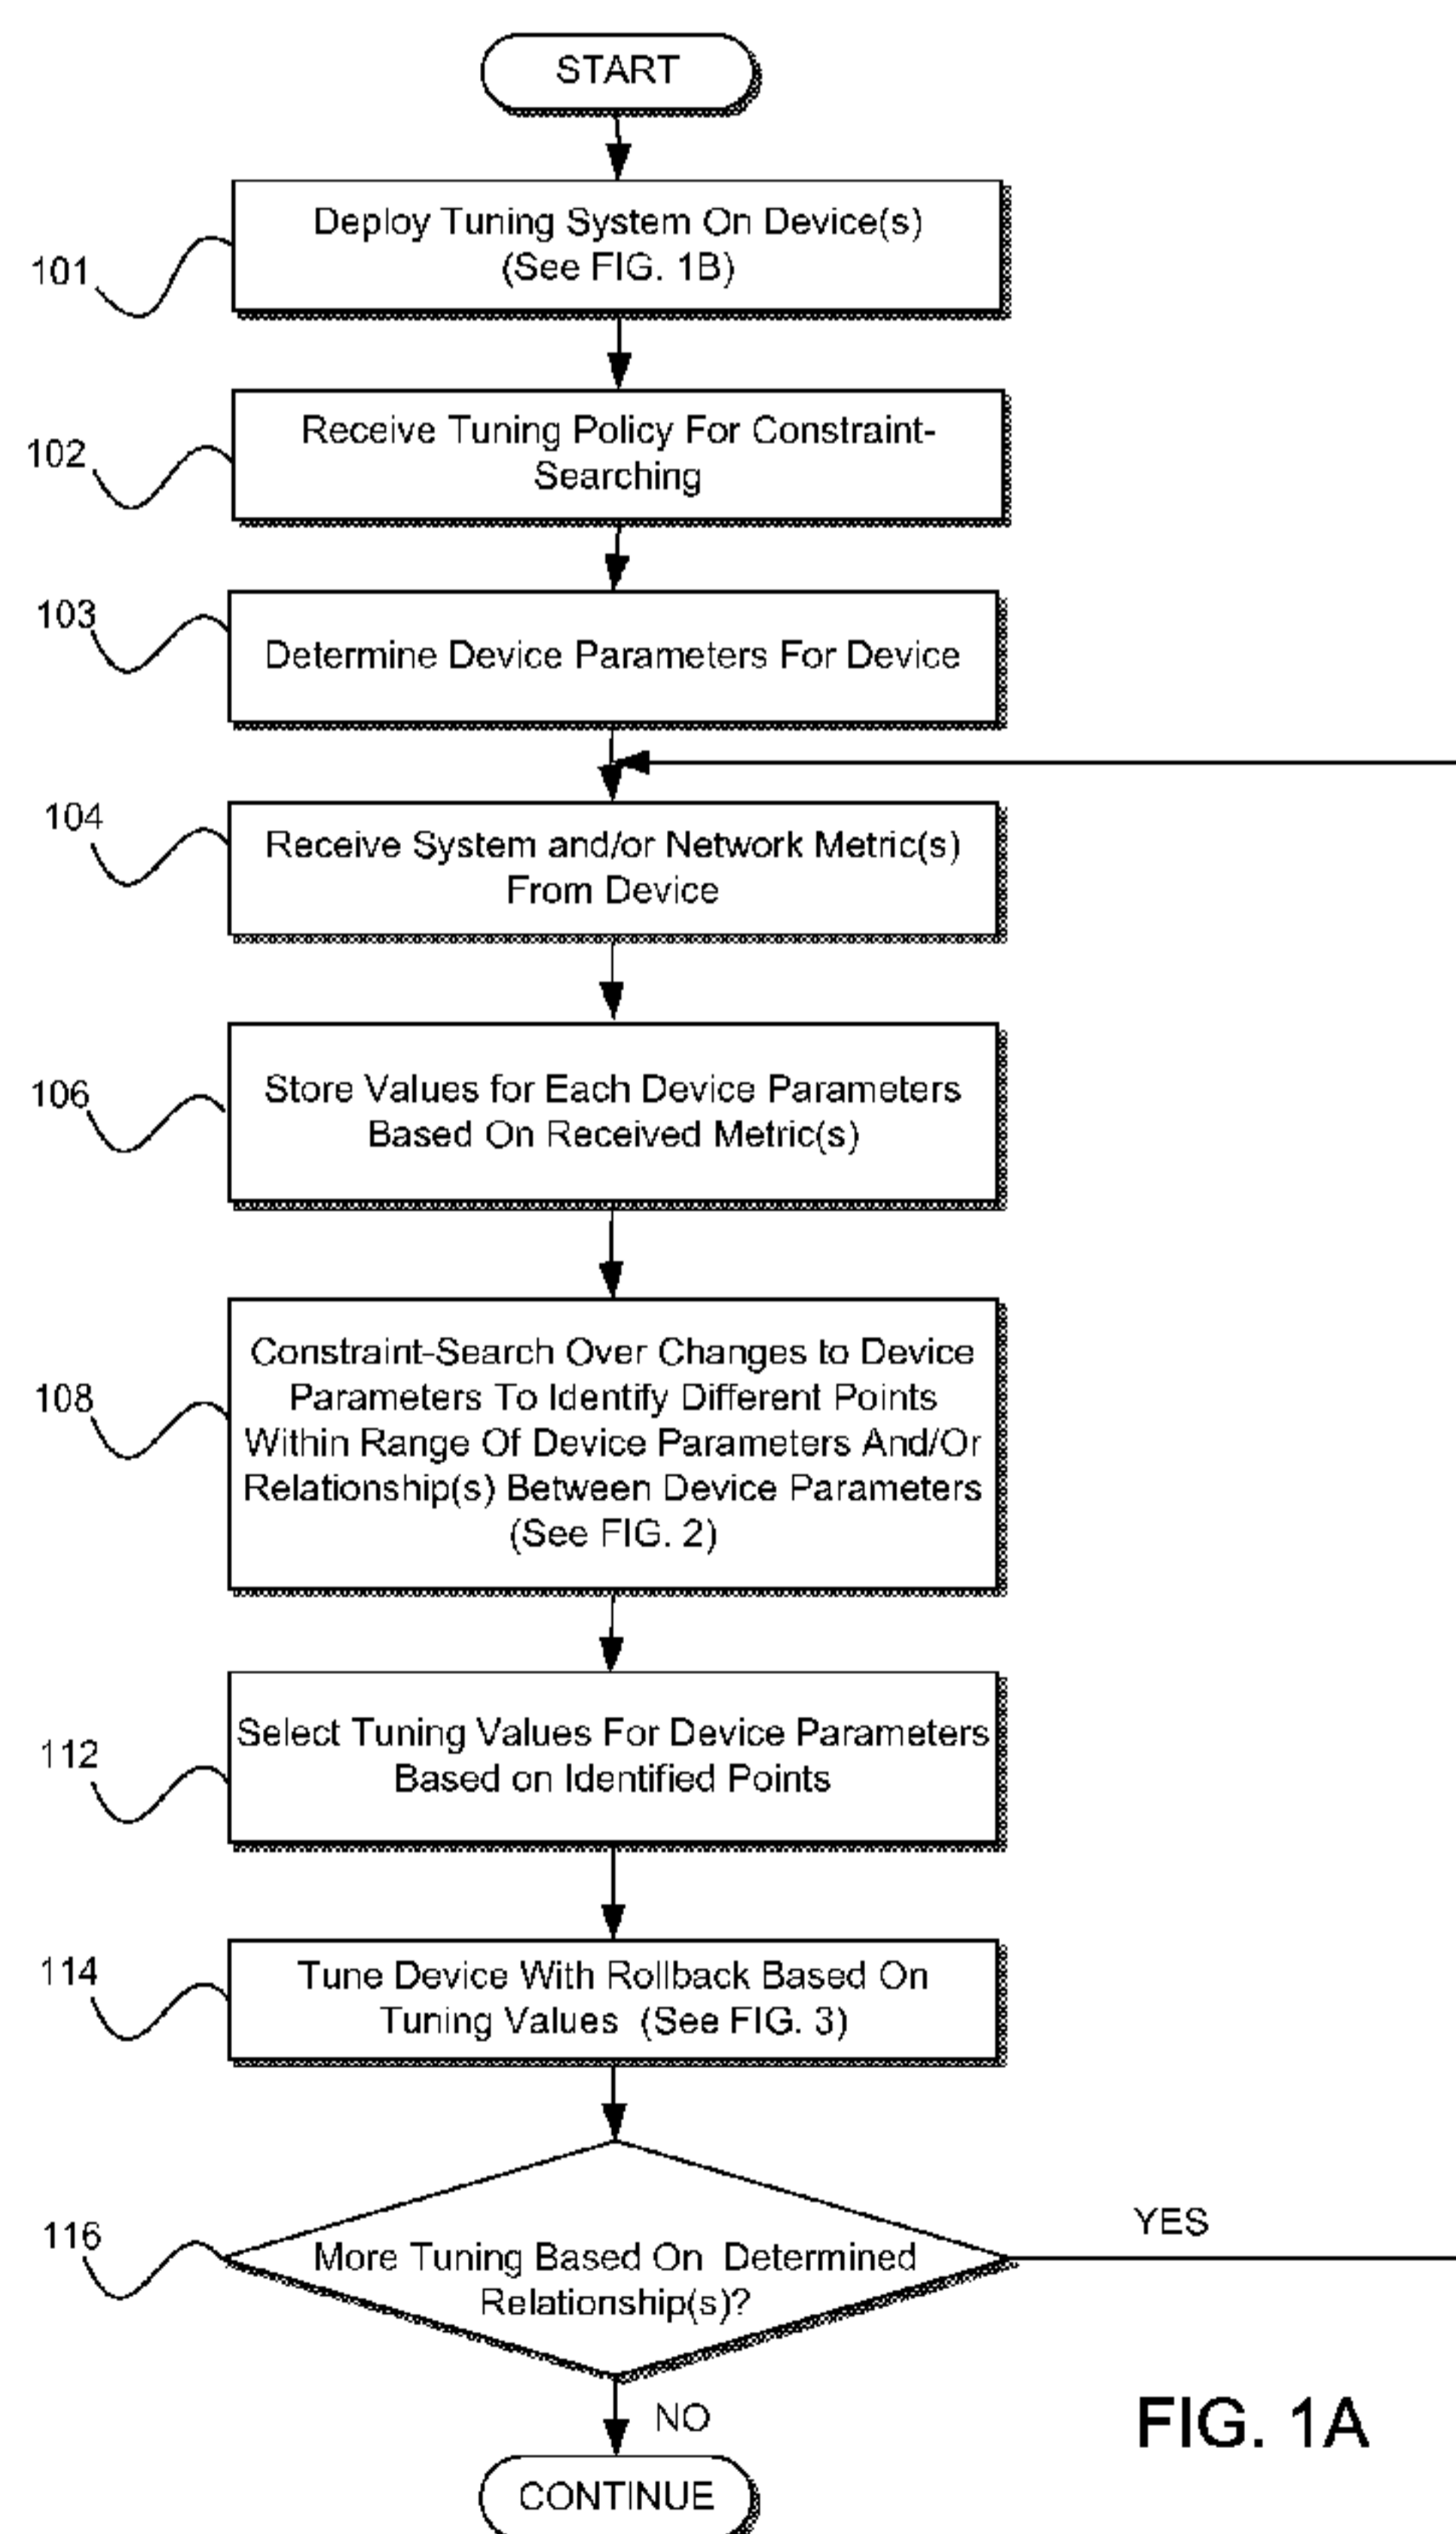 START
Deploy Tuning System On Device(s)
(See FIG. 1B)
101
Receive Tuning Policy For Constraint-
Searching
102
103
Determine Device Parameters For Device
104
Receive System and/or Network Metric(s)
From Device
106
Store Values for Each Device Parameters
Based On Received Metric(s)
108
Constraint-Search Over Changes to Device
Parameters To Identify Different Points
Within Range Of Device Parameters And/Or
Relationship(s) Between Device Parameters
(See FIG. 2)
112
Select Tuning Values For Device Parameters
Based on Identified Points
114
Tune Device With Rollback Based On
Tuning Values (See FIG. 3)
116
More Tuning Based On Determined
Relationship(s)?
YES
NO
CONTINUE
FIG. 1A